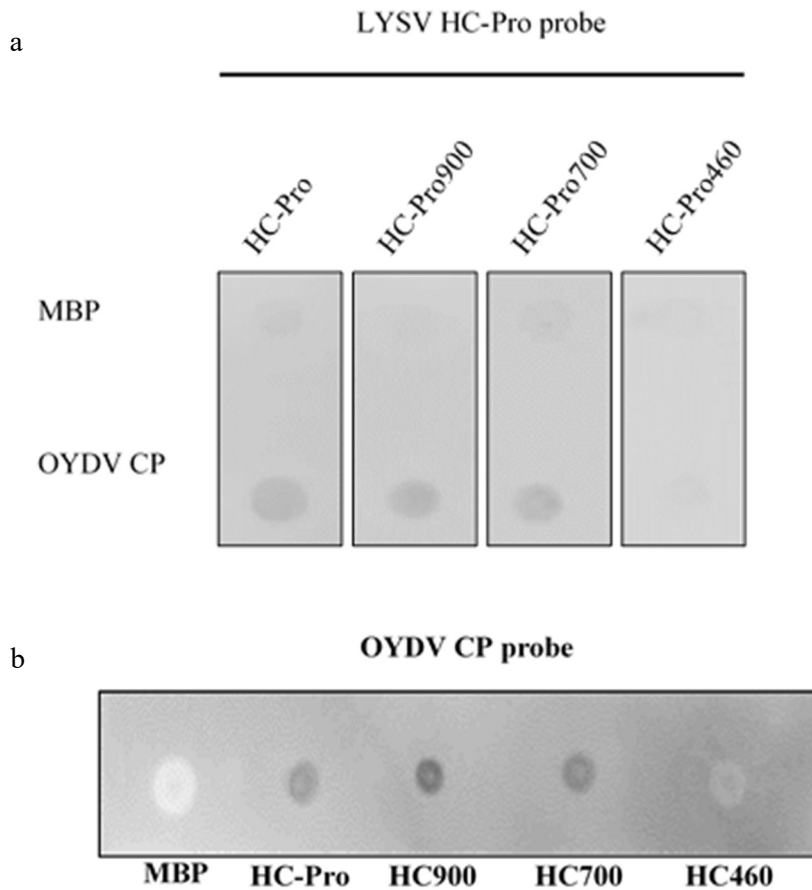 a
LYSV HC-Pro probe
HC-Pro
HC-Pro900
HC-Pro700
HC-Pro460
MBP
OYDV CP
b
OYDV CP probe
MBP HC-Pro HC900 HC700 HC460